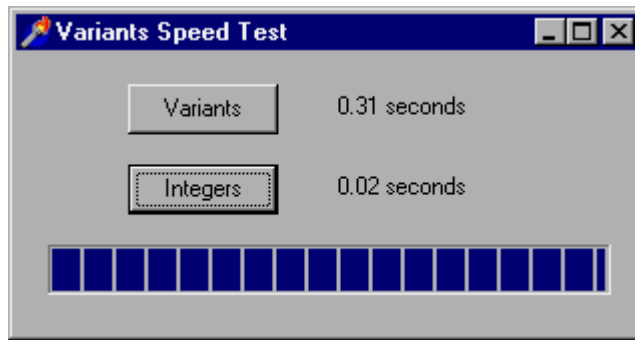 Variants Speed Test
Variants 0.31 seconds
Integers 0.02 seconds